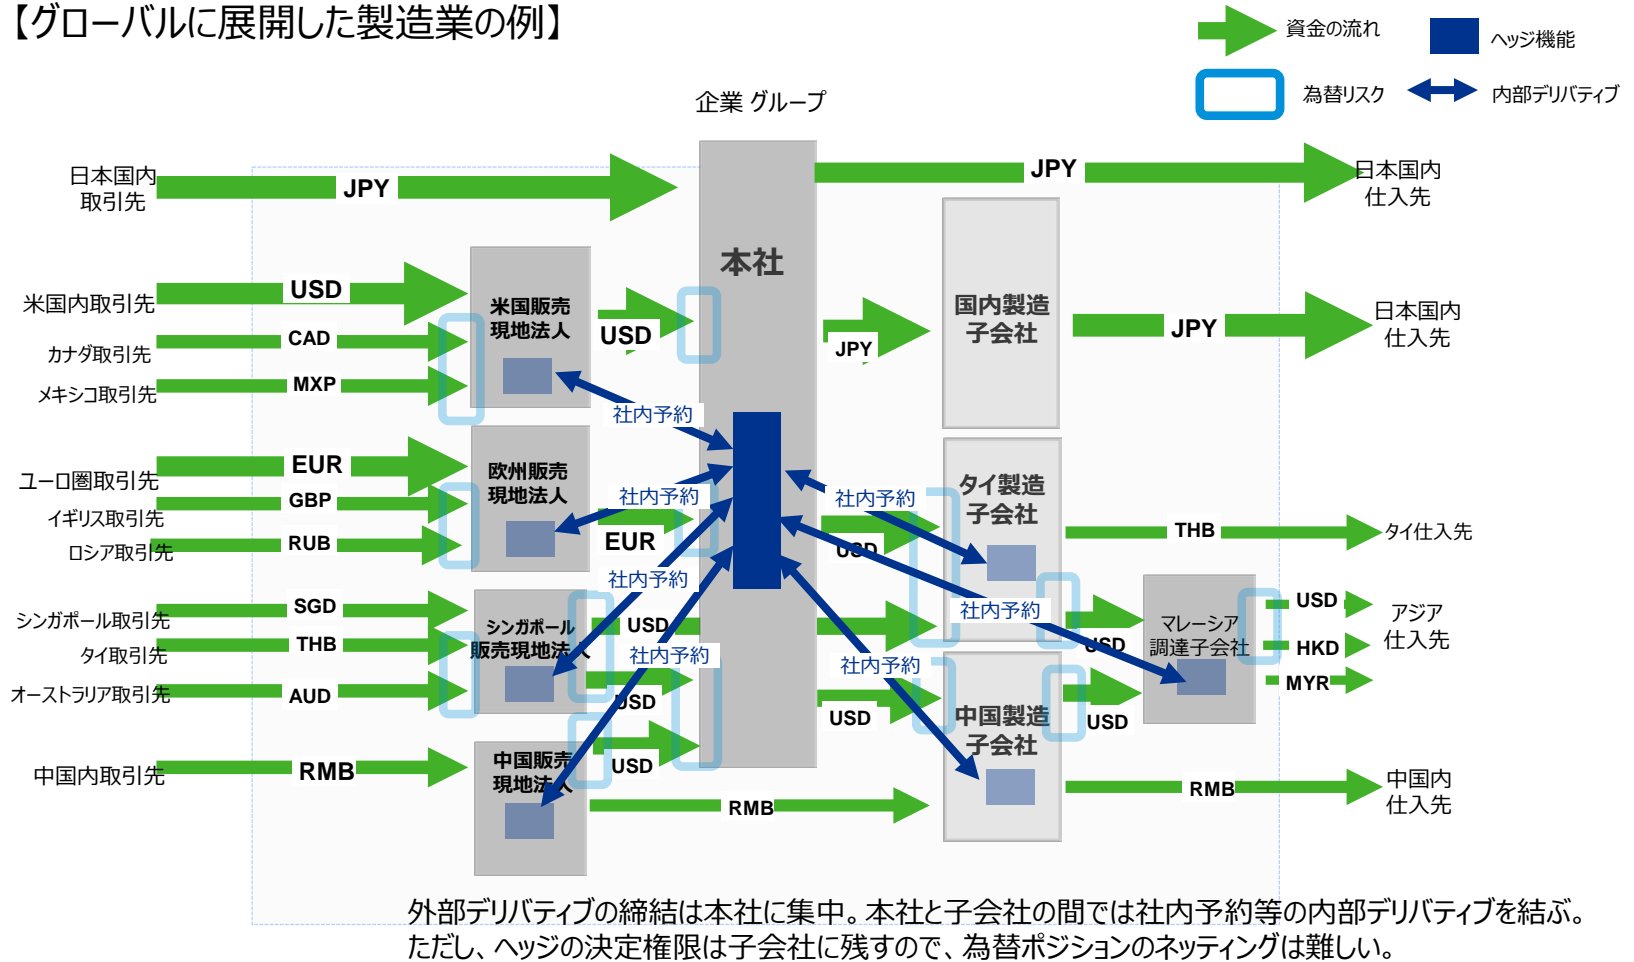 【グローバルに展開した製造業の例】
資金の流れ
ヘッジ機能
為替リスク
内部デリバティブ
企業 グループ
日本国内
取引先
JPY
本社
JPY
日本国内
仕入先
米国内取引先
USD
カナダ取引先
CAD
メキシコ取引先
MXP
米国販売
現地法人
USD
JPY
国内製造
子会社
JPY
日本国内
仕入先
社内予約
ユーロ圏取引先
EUR
イギリス取引先
GBP
ロシア取引先
RUB
欧州販売
現地法人
社内予約
EUR
社内予約
USD
タイ製造
子会社
THB
タイ仕入先
社内予約
シンガポール取引先
SGD
タイ取引先
THB
オーストラリア取引先
AUD
シンガポール
販売現地法人
USD
社内予約
USD
社内予約
USD
マレーシア
調達子会社
USD
HKD
MYR
アジア
仕入先
社内予約
USD
中国製造
子会社
USD
中国内取引先
RMB
中国販売
現地法人
USD
RMB
RMB
中国内
仕入先
外部デリバティブの締結は本社に集中。本社と子会社の間では社内予約等の内部デリバティブを結ぶ。
ただし、ヘッジの決定権限は子会社に残すので、為替ポジションのネッティングは難しい。